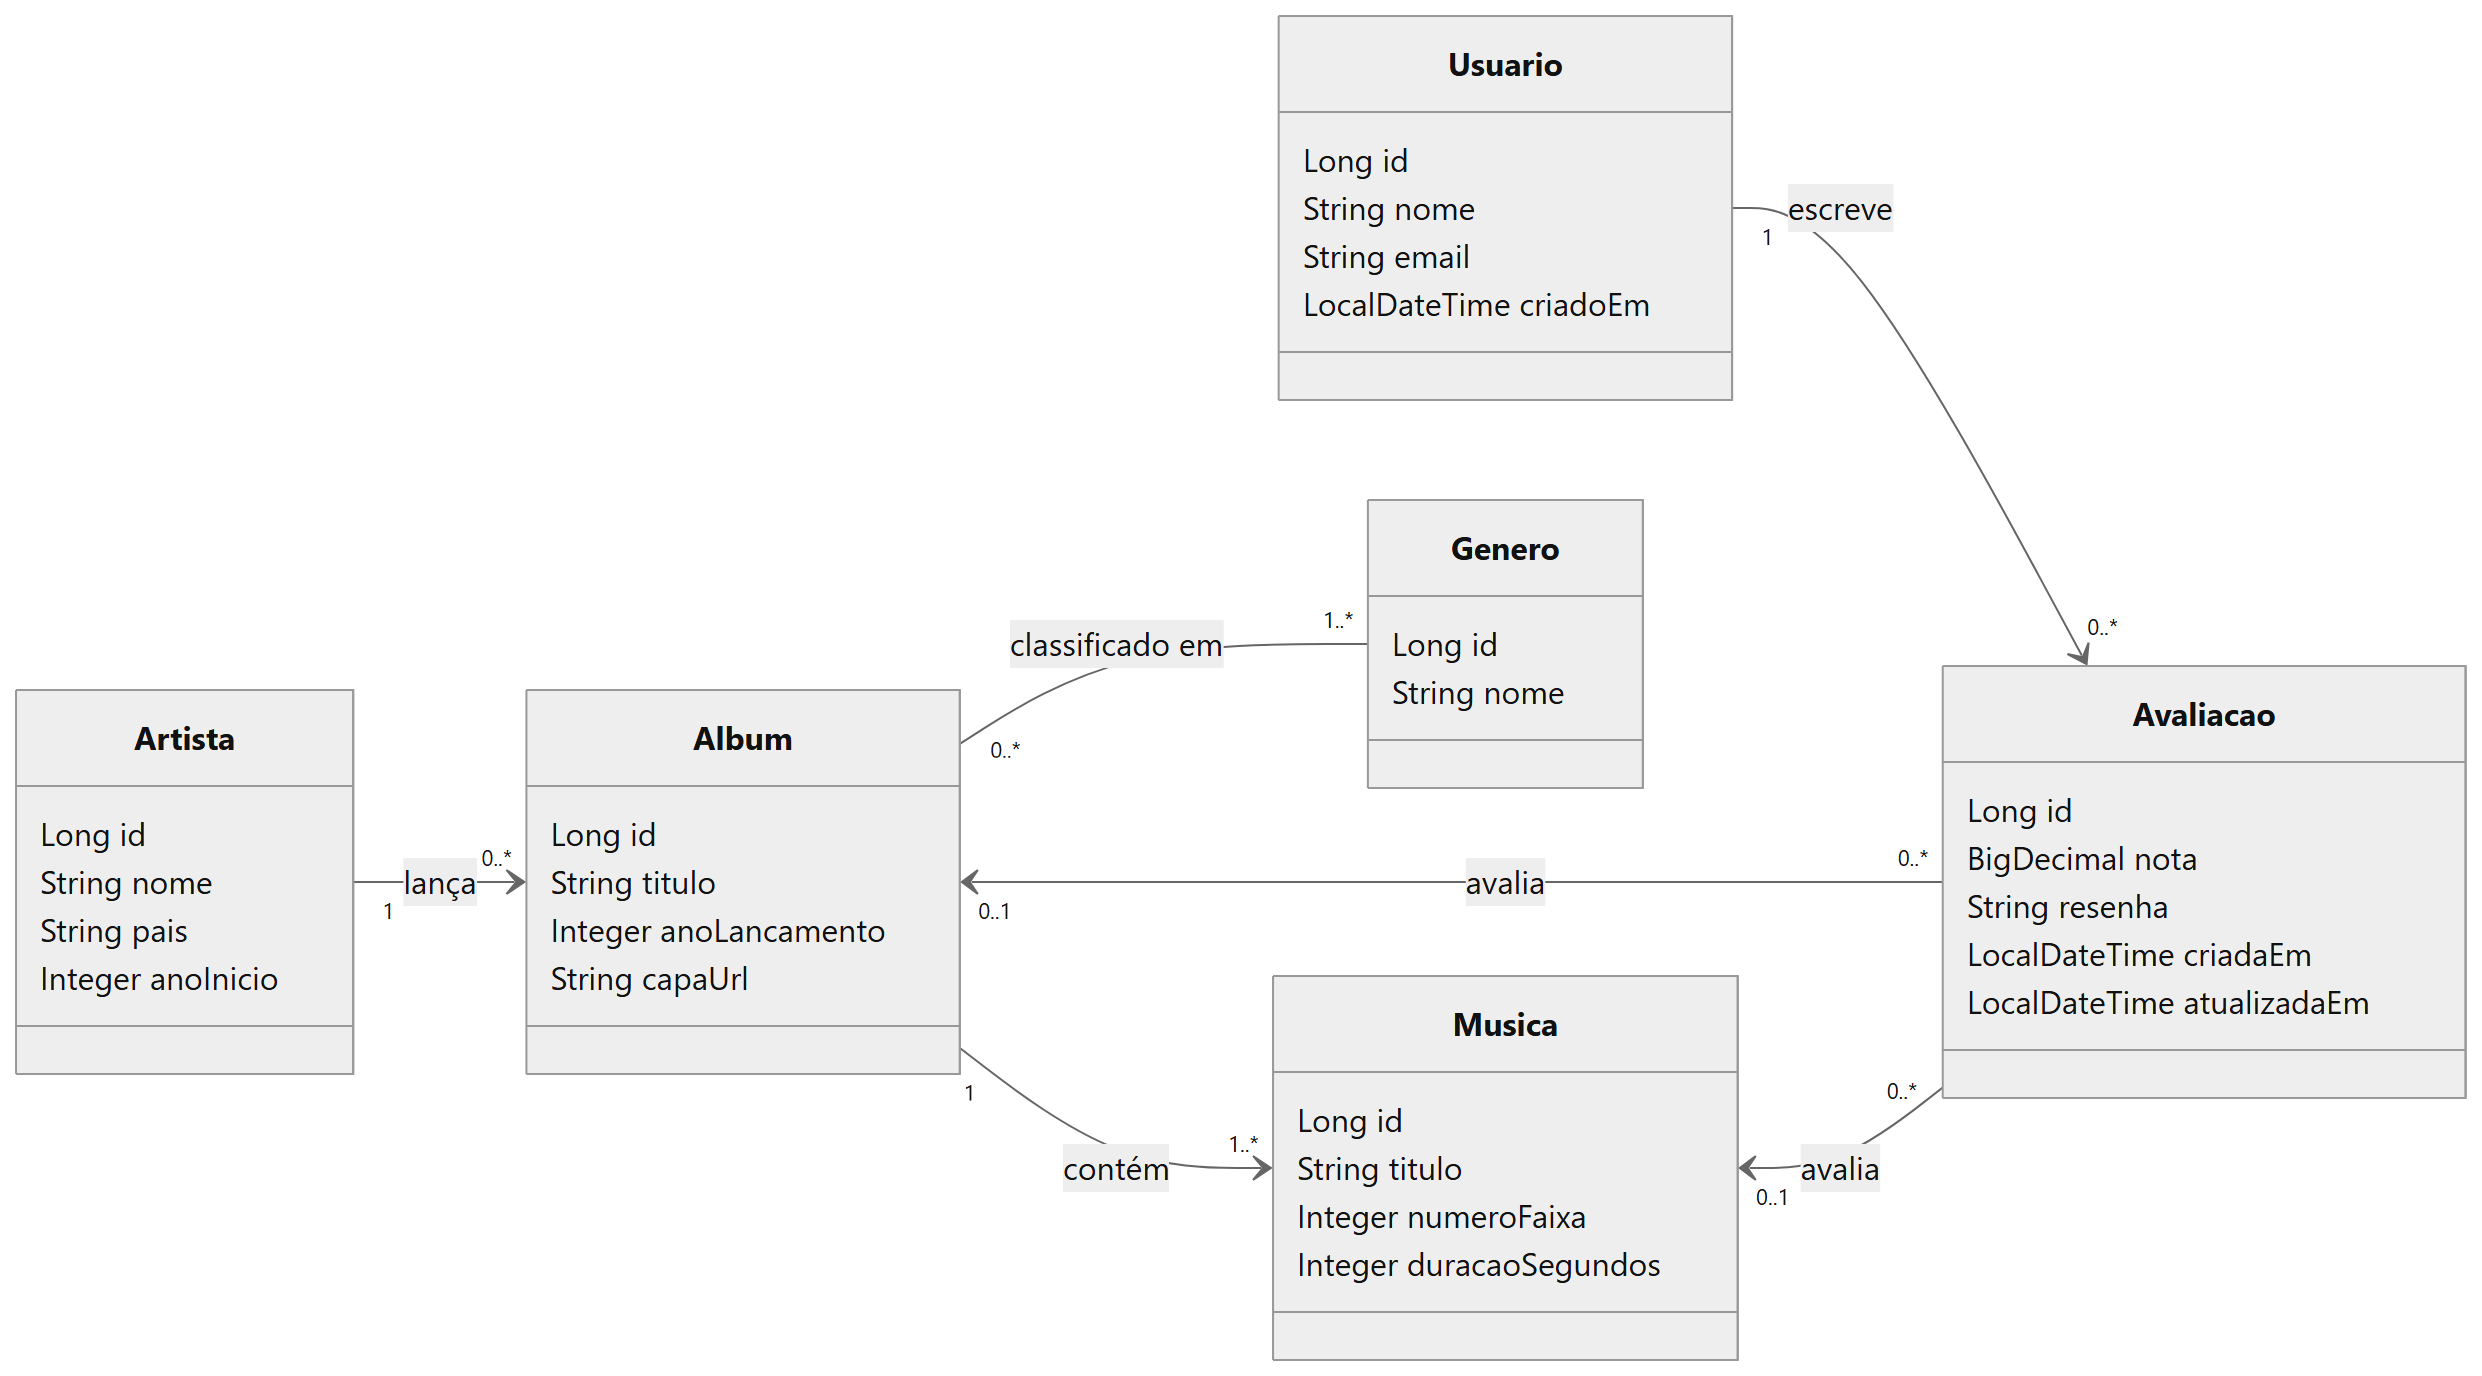 Usuario
Long id
String nome
String email
LocalDateTime criadoEm
escreve
1
0..*
Genero
Long id
String nome
classificado em
1..*
0..*
Artista
Long id
String nome
String pais
Integer anoInicio
lança
1
0..*
Album
Long id
String titulo
Integer anoLancamento
String capaUrl
avalia
0..*
0..1
Avaliacao
Long id
BigDecimal nota
String resenha
LocalDateTime criadaEm
LocalDateTime atualizadaEm
contém
1
1..*
Musica
Long id
String titulo
Integer numeroFaixa
Integer duracaoSegundos
avalia
0..*
0..1